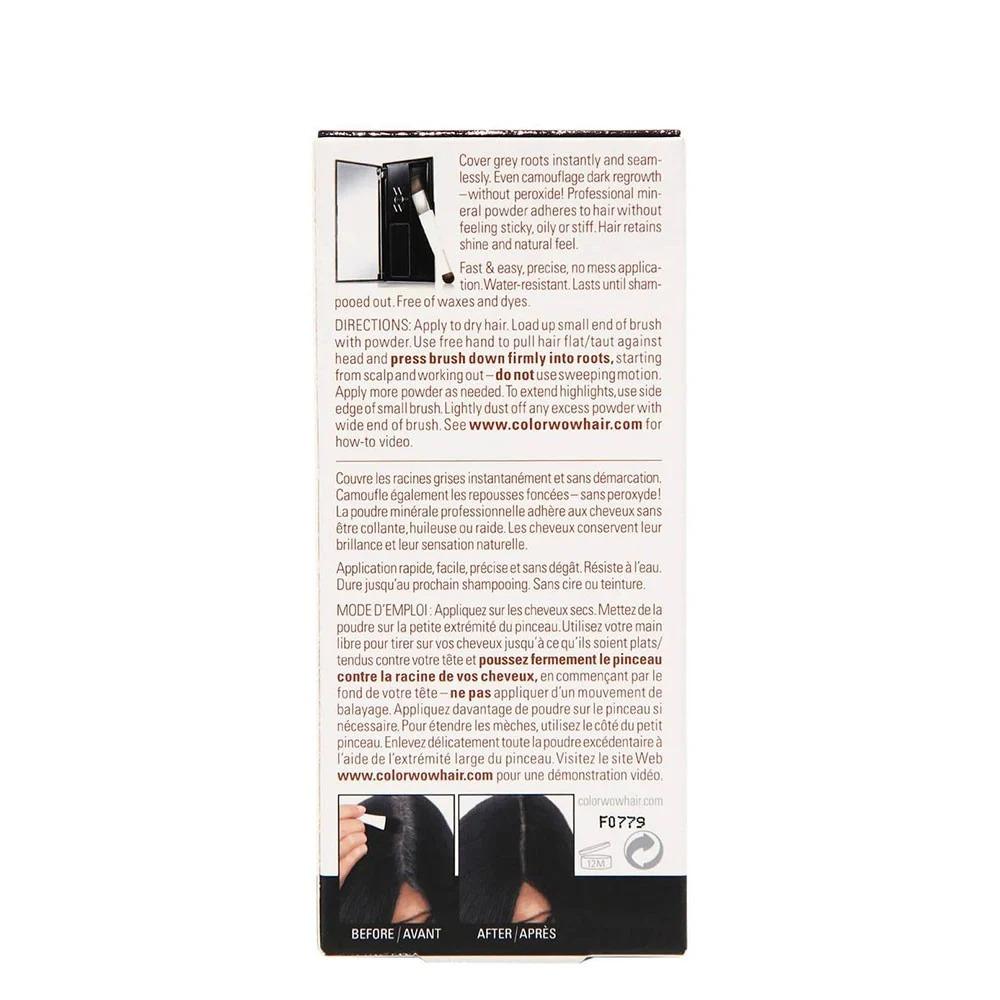 Cover grey roots instantly and seam-
lessly. Even camouflage dark regrowth
–without peroxide! Professional min-
eral powder adheres to hair without
feeling sticky, oily or stiff. Hair retains
shine and natural feel.
Fast & easy, precise, no mess applica-
tion. Water-resistant. Lasts until sham-
pooed out. Free of waxes and dyes.
DIRECTIONS: Apply to dry hair. Load up small end of brush
with powder. Use free hand to pull hair flat/taut against
head and press brush down firmly into roots, starting
from scalp and working out – do not use sweeping motion.
Apply more powder as needed. To extend highlights, use side
edge of small brush. Lightly dust off any excess powder with
wide end of brush. See www.colorwowhair.com for
how-to video.
Couvre les racines grises instantanément et sans démarcation.
Camoufle également les repousses foncées – sans peroxyde!
La poudre minérale professionnelle adhère aux cheveux sans
être collante, huileuse ou raide. Les cheveux conservent leur
brillance et leur sensation naturelle.
Application rapide, facile, précise et sans dégât. Résiste à l'eau.
Dure jusqu'au prochain shampooing. Sans cire ou teinture.
MODE D'EMPLOI : Appliquez sur les cheveux secs. Mettez de la
poudre sur la petite extrémité du pinceau. Utilisez votre main
libre pour tirer sur vos cheveux jusqu'à ce qu'ils soient plats/
tendus contre votre tête et poussez fermement le pinceau
contre la racine de vos cheveux, en commençant par le
fond de votre tête – ne pas appliquer d'un mouvement de
balayage. Appliquez davantage de poudre sur le pinceau si
nécessaire. Pour étendre les mèches, utilisez le côté du petit
pinceau. Enlevez délicatement toute la poudre excédentaire à
l'aide de l'extrémité large du pinceau. Visitez le site Web
www.colorwowhair.com pour une démonstration vidéo.
colorwowhair.com
F0779
12M
BEFORE / AVANT
AFTER / APRÈS